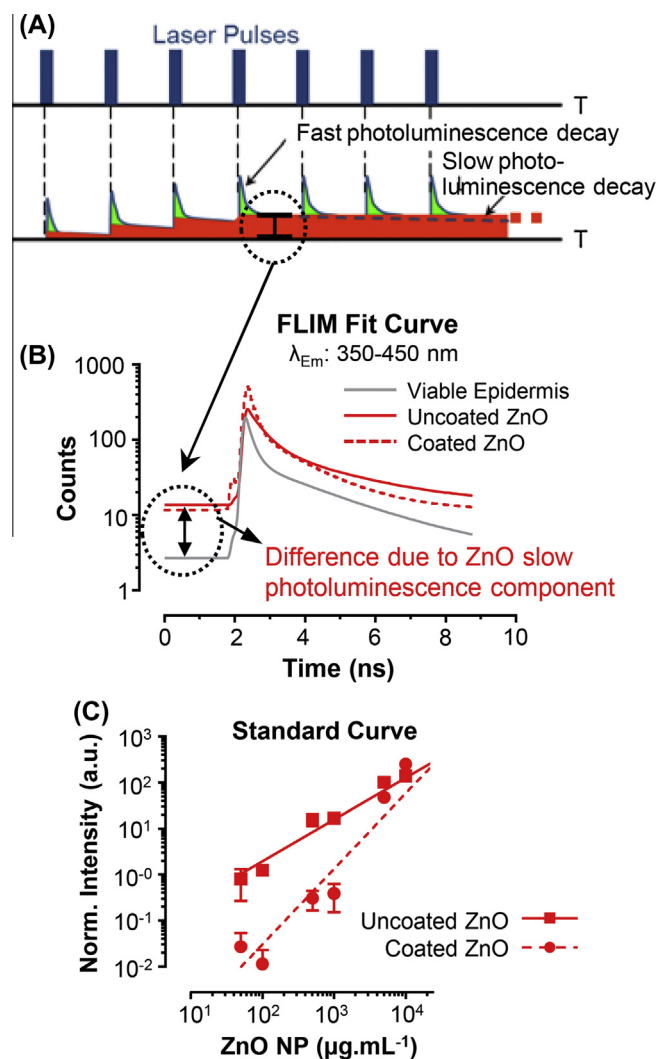 (A)
Laser Pulses
T
Fast photoluminescence decay
Slow photo-
luminescence decay
T
FLIM Fit Curve
λEm: 350-450 nm
(B)
1000
100
10
1
Counts
Viable Epidermis
Uncoated ZnO
Coated ZnO
Difference due to ZnO slow
photoluminescence component
0 2 4 6 8 10
Time (ns)
(C)
Standard Curve
Norm. Intensity (a.u.)
10³
10²
10¹
10⁻⁰
10⁻¹
10⁻²
Uncoated ZnO
Coated ZnO
10¹ 10² 10³ 10⁴
ZnO NP (µg.mL⁻¹)